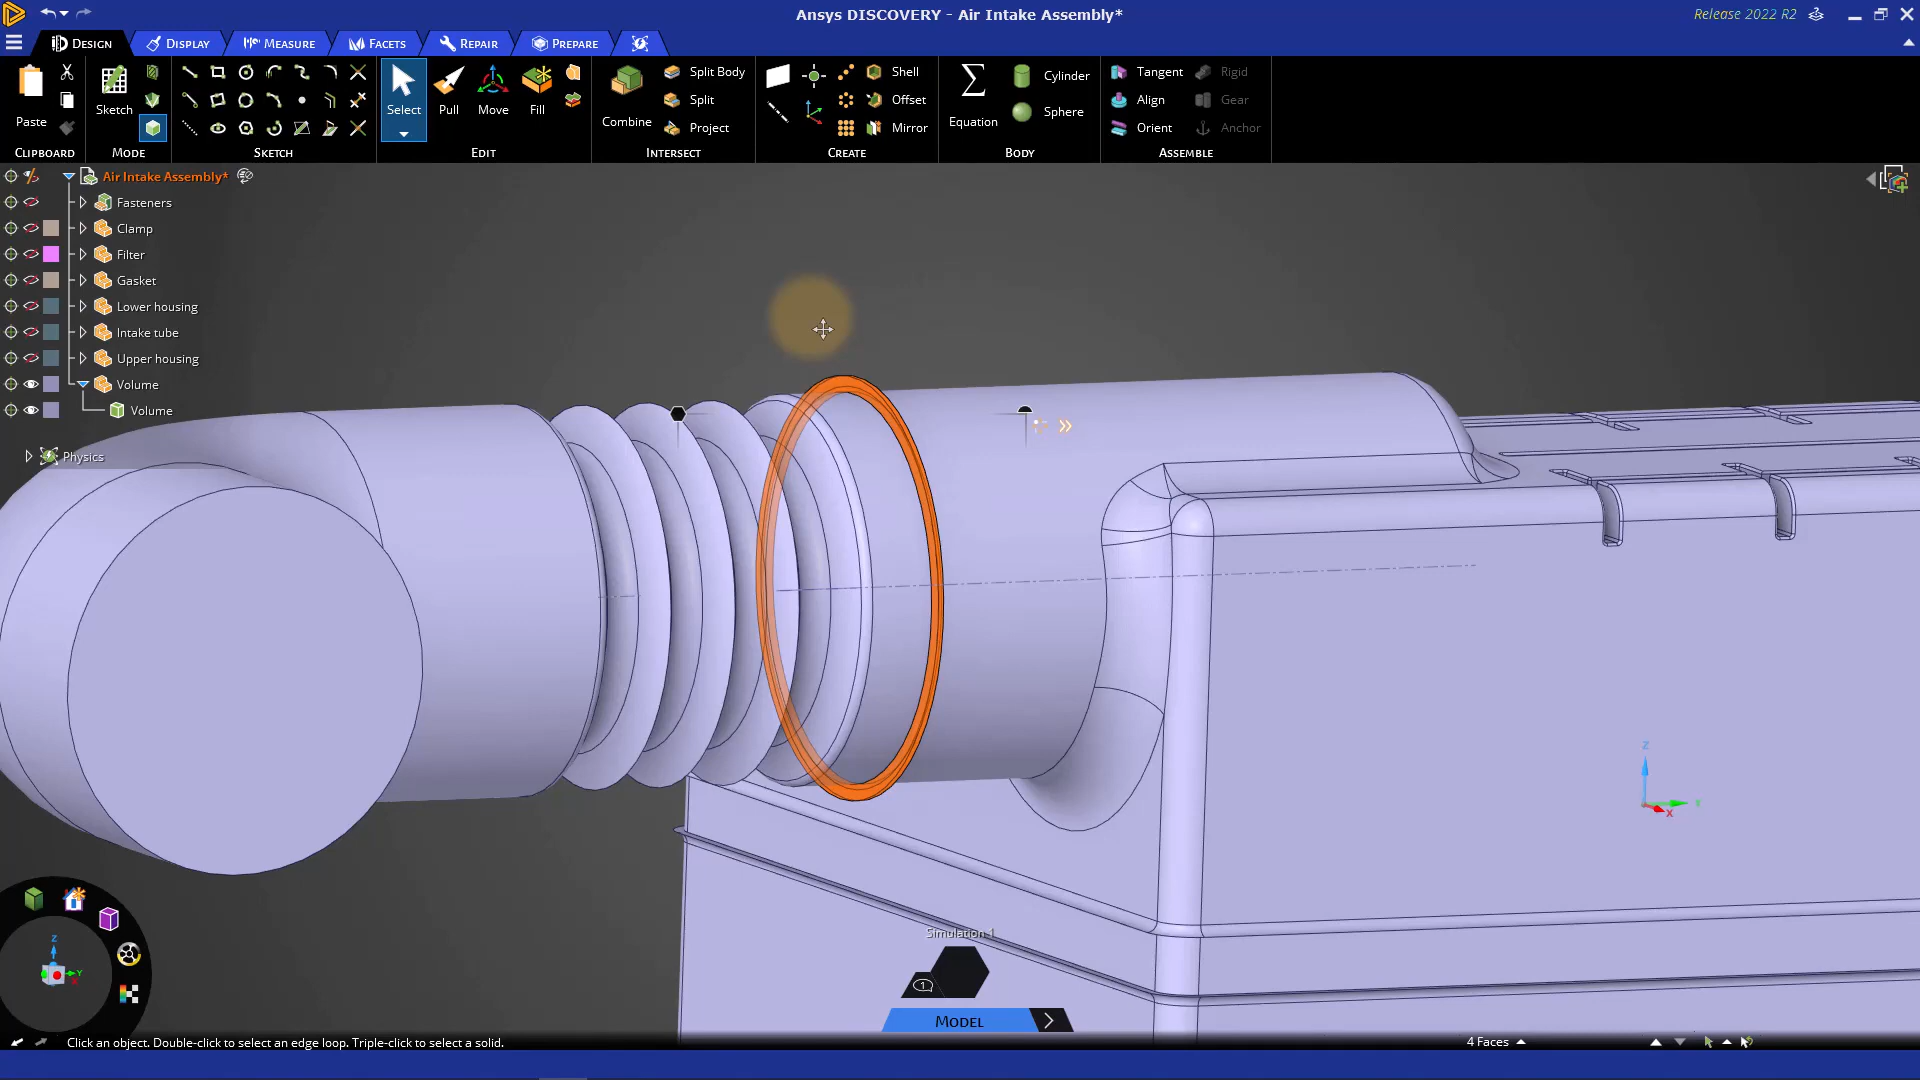 Ansys DISCOVERY - Air Intake Assembly*
Release 2022 R2
DESIGN
DISPLAY
MEASURE
FACETS
REPAIR
PREPARE
Paste
Sketch
Select
Pull
Move
Fill
Combine
Split Body
Split
Project
Shell
Offset
Mirror
Equation
Cylinder
Sphere
Tangent
Align
Orient
Rigid
Gear
Anchor
CLIPBOARD
MODE
SKETCH
EDIT
INTERSECT
CREATE
BODY
ASSEMBLE
Air Intake Assembly*
Fasteners
Clamp
Filter
Gasket
Lower housing
Intake tube
Upper housing
Volume
Volume
Physics
Z
Y
X
Z
Y
X
Simulation 1
1
MODEL
Click an object. Double-click to select an edge loop. Triple-click to select a solid.
4 Faces